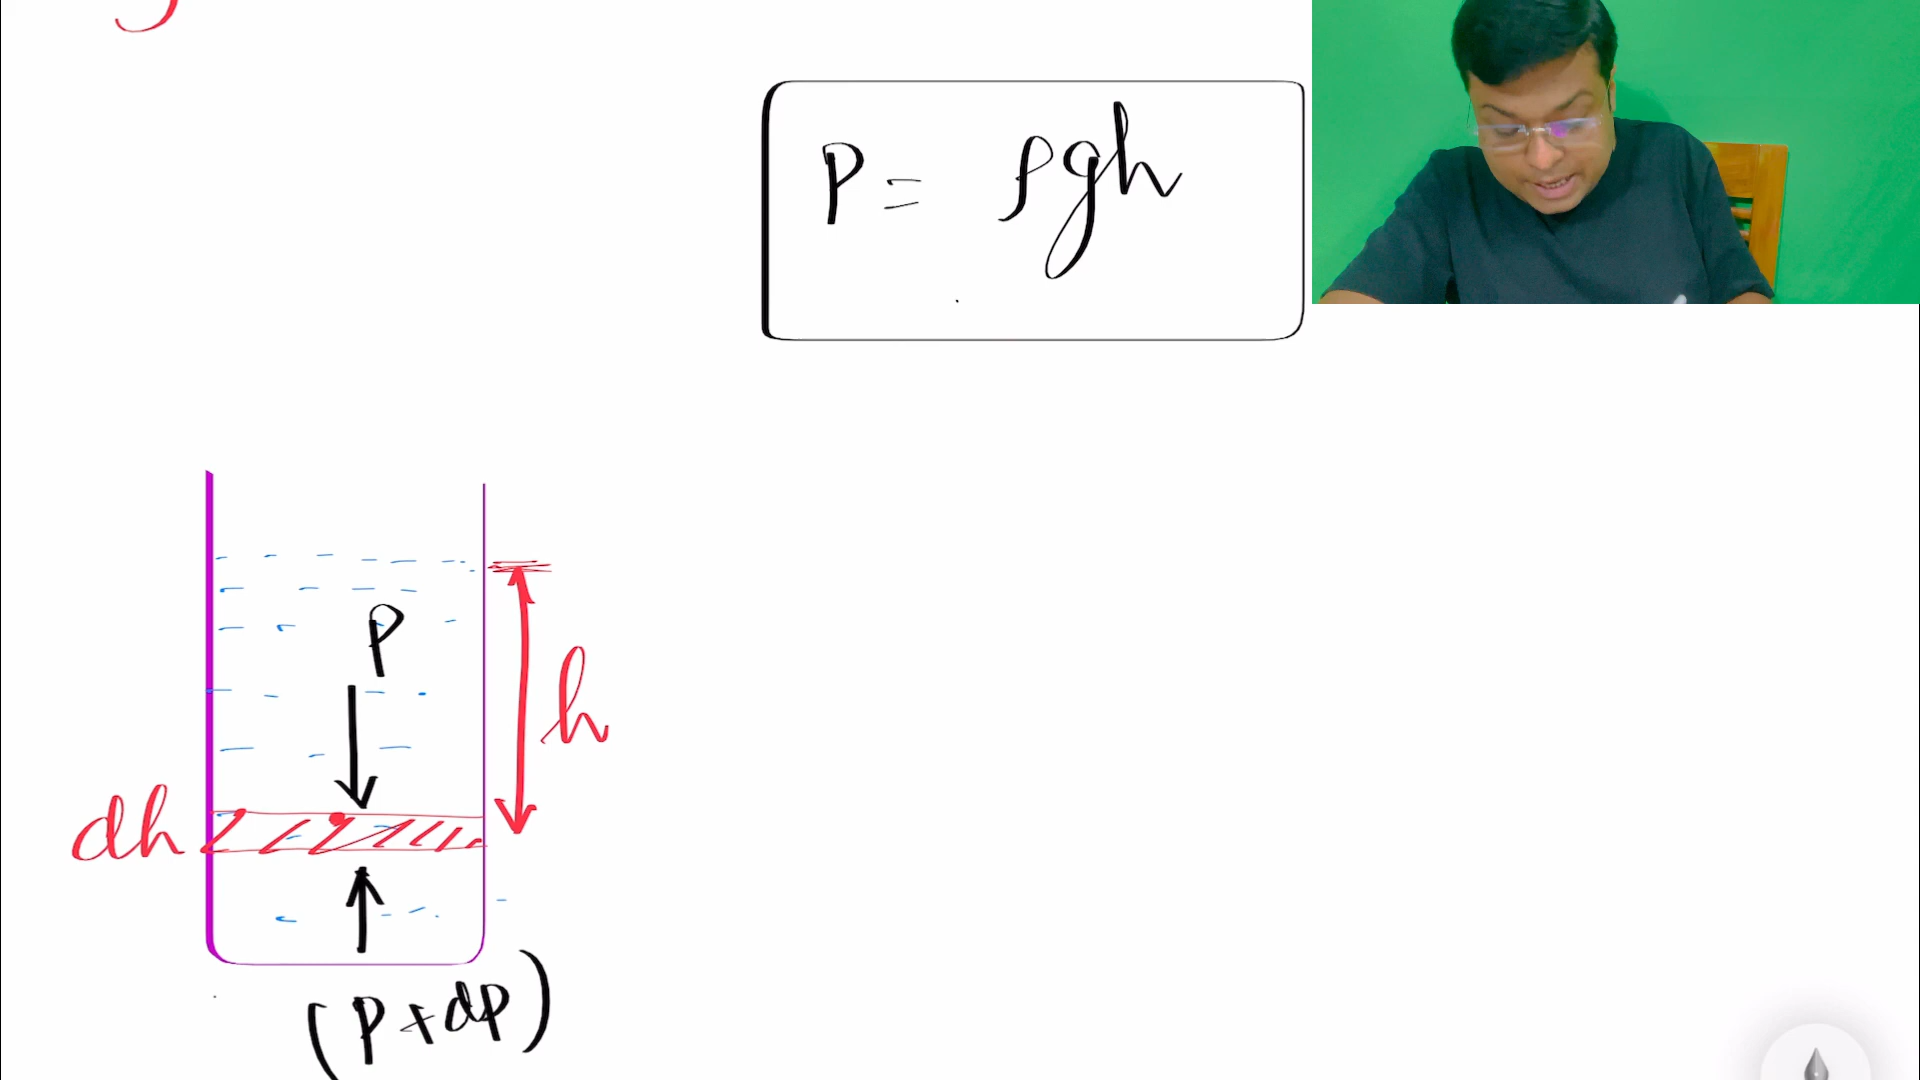 P = ρgh
P
h
dh
(P + dP)